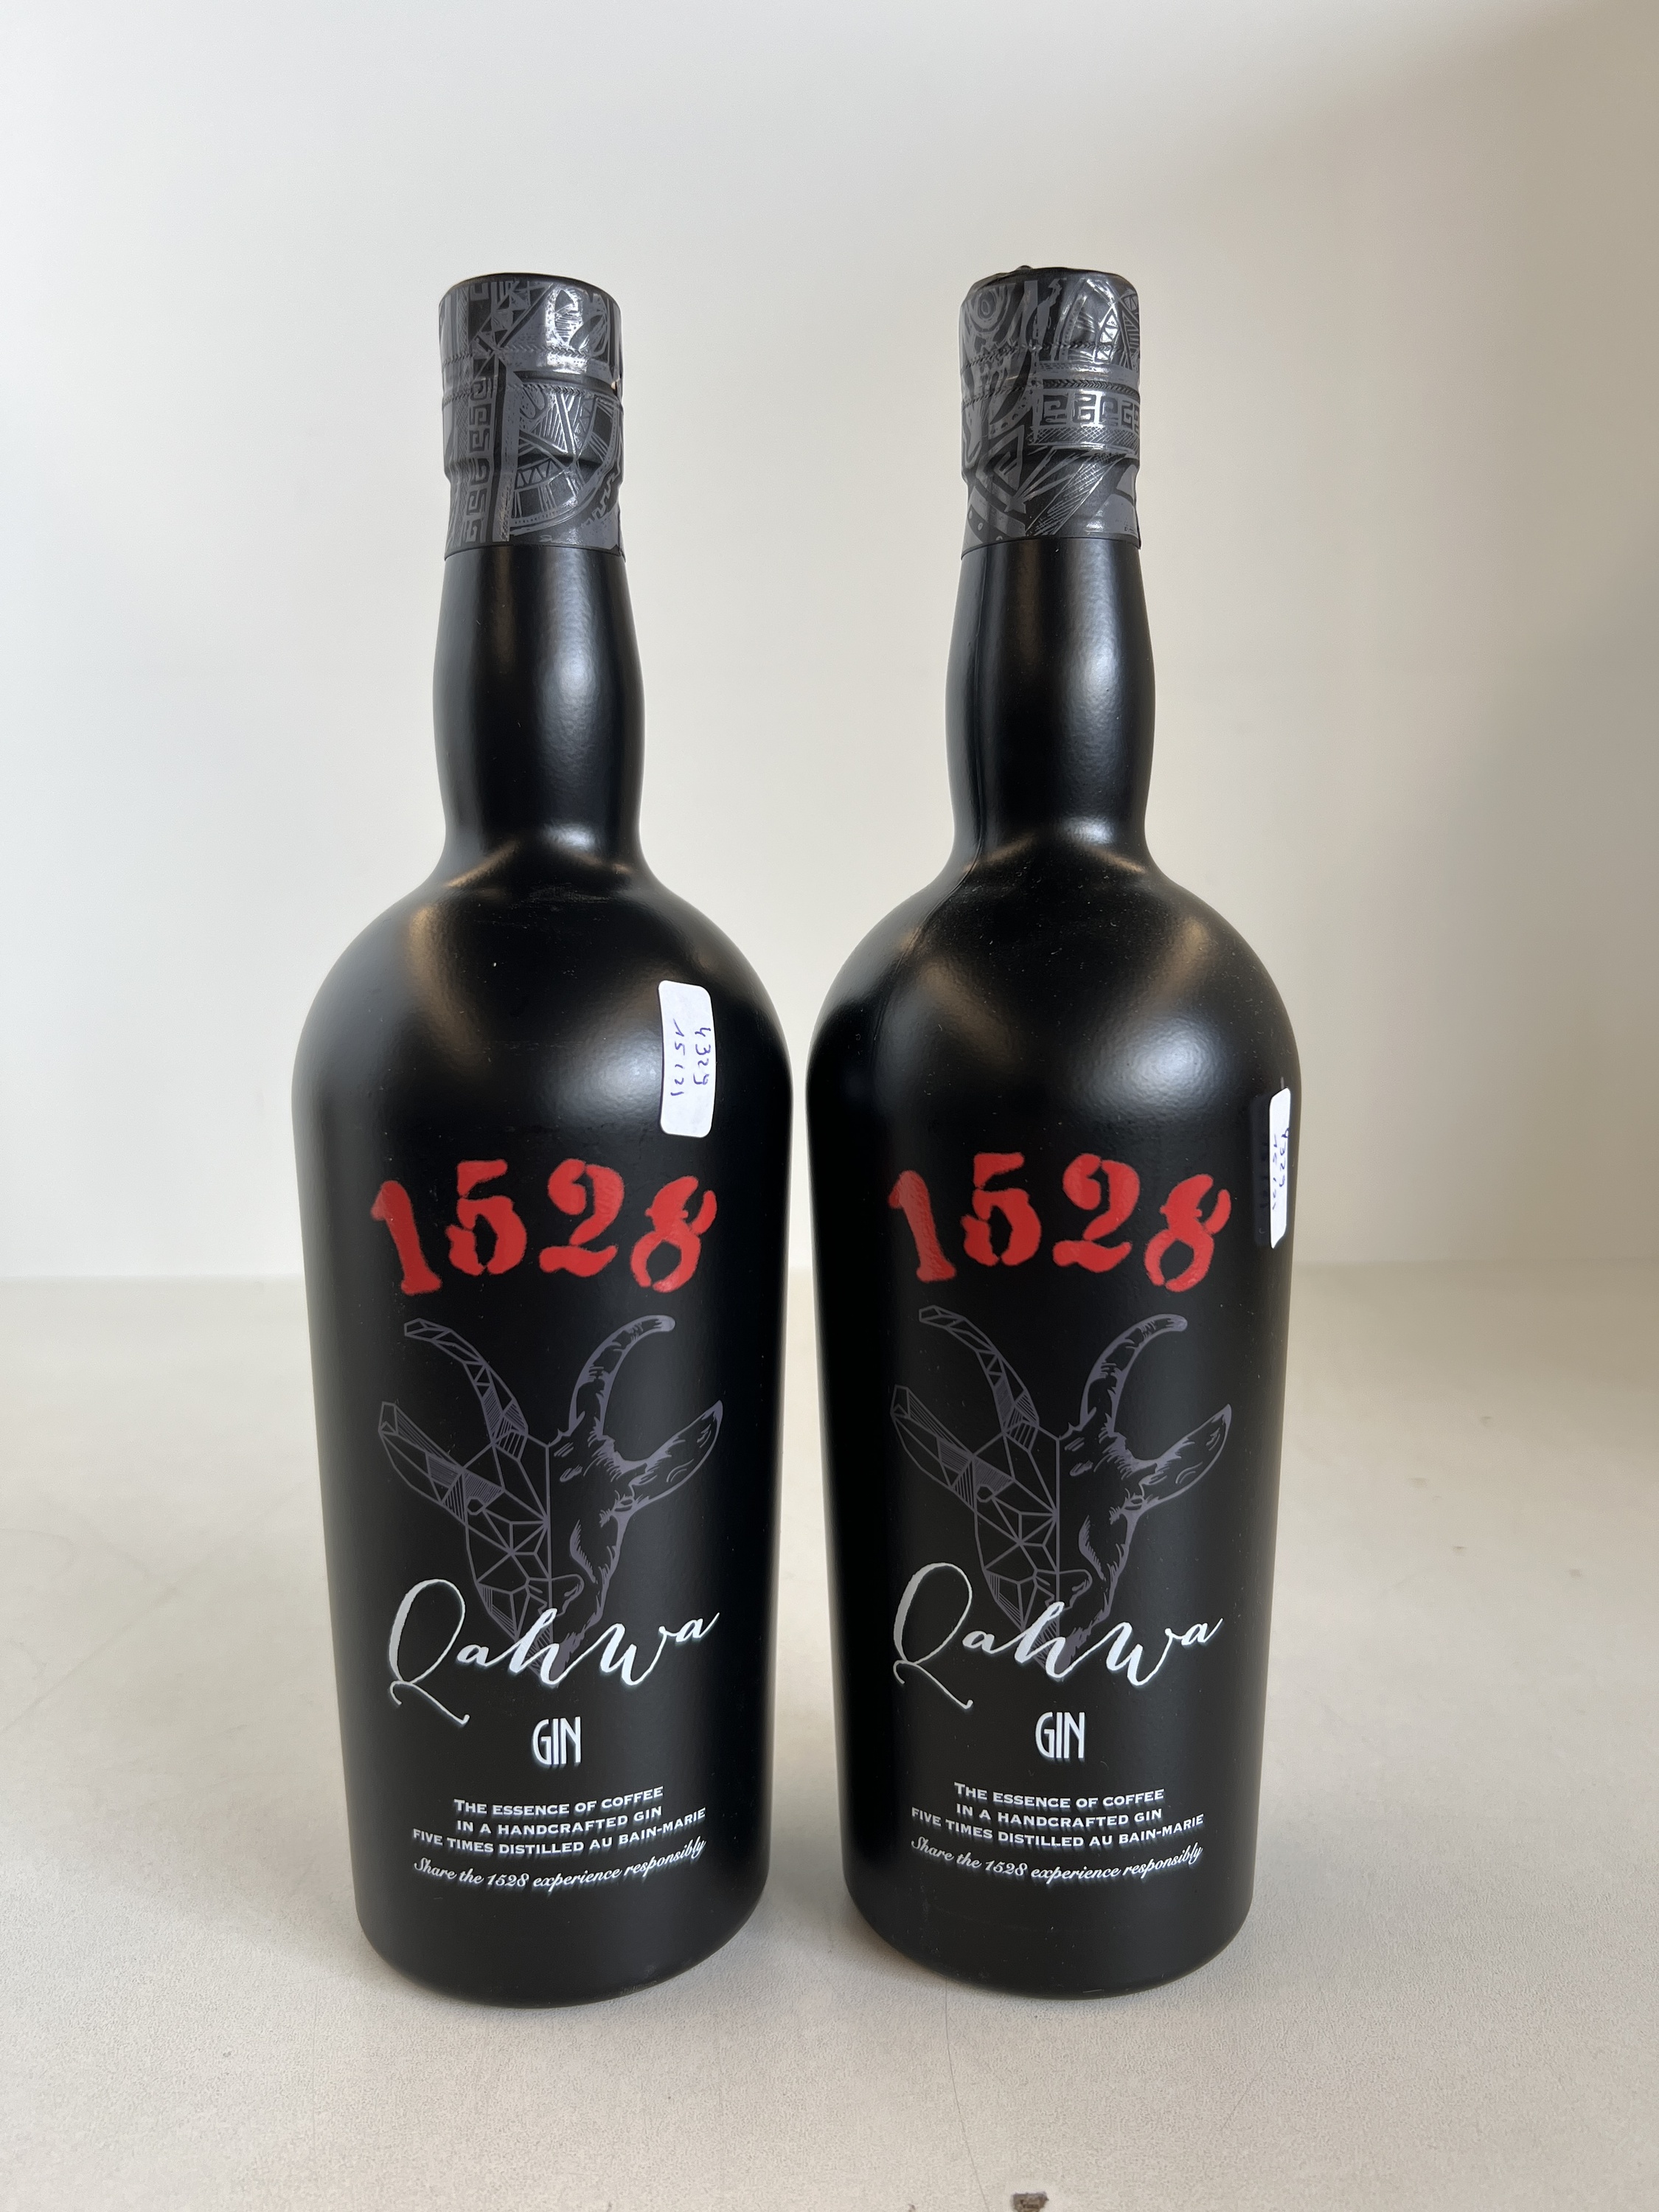 4329
1528
Qahwa
GIN
THE ESSENCE OF COFFEE
IN A HANDCRAFTED GIN
FIVE TIMES DISTILLED AU BAIN-MARIE
Share the 1528 experience responsibly
1528
Qahwa
GIN
THE ESSENCE OF COFFEE
IN A HANDCRAFTED GIN
FIVE TIMES DISTILLED AU BAIN-MARIE
Share the 1528 experience responsibly